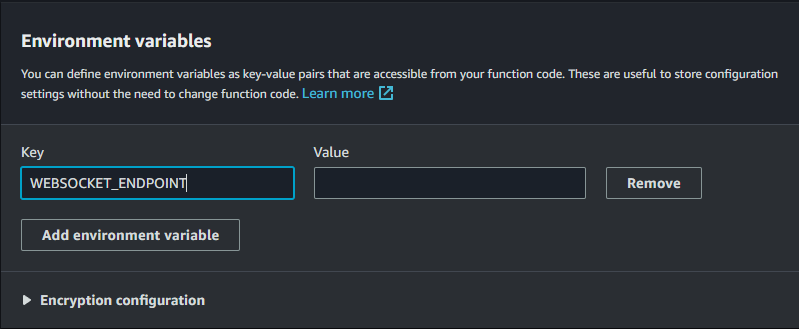 Environment variables
You can define environment variables as key-value pairs that are accessible from your function code. These are useful to store configuration
settings without the need to change function code. Learn more
Key Value
WEBSOCKET_ENDPOINT Remove
Add environment variable
Encryption configuration